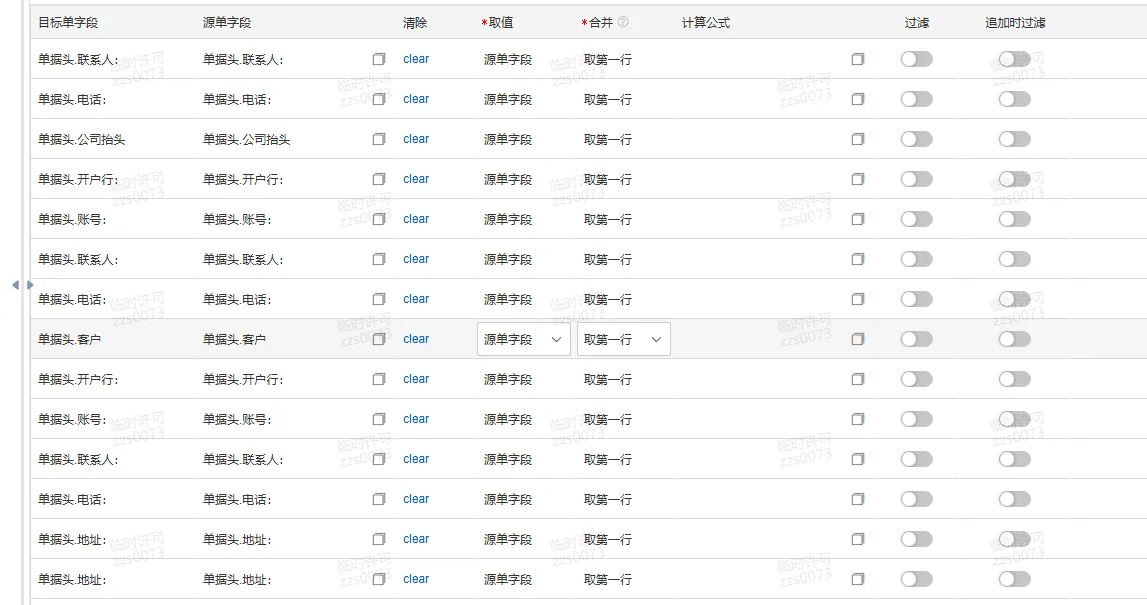 目标单字段 源单字段 清除 *取值 *合并 计算公式 过滤 追加时过滤
单据头.联系人: 单据头.联系人: clear 源单字段 取第一行
单据头.电话: 单据头.电话: clear 源单字段 取第一行
单据头.公司抬头 单据头.公司抬头 clear 源单字段 取第一行
单据头.开户行: 单据头.开户行: clear 源单字段 取第一行
单据头.账号: 单据头.账号: clear 源单字段 取第一行
单据头.联系人: 单据头.联系人: clear 源单字段 取第一行
单据头.电话: 单据头.电话: clear 源单字段 取第一行
单据头.客户 单据头.客户 clear 源单字段 取第一行
单据头.开户行: 单据头.开户行: clear 源单字段 取第一行
单据头.账号: 单据头.账号: clear 源单字段 取第一行
单据头.联系人: 单据头.联系人: clear 源单字段 取第一行
单据头.电话: 单据头.电话: clear 源单字段 取第一行
单据头.地址: 单据头.地址: clear 源单字段 取第一行
单据头.地址: 单据头.地址: clear 源单字段 取第一行
临时许可
zzs0073